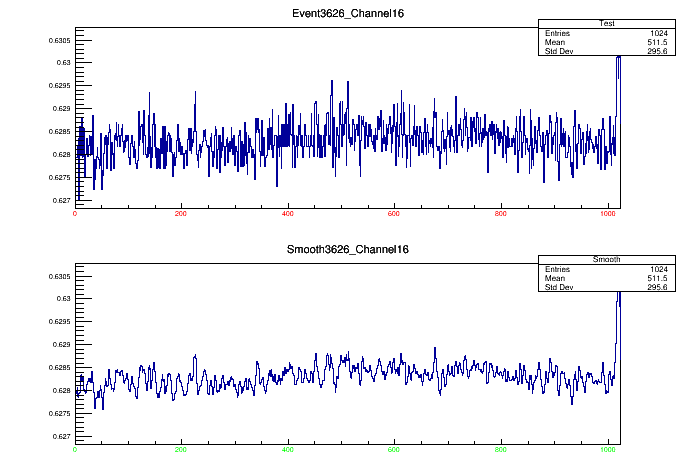 Event3626_Channel16
Test
Entries 1024
Mean 511.5
Std Dev 295.6
0.6305
0.63
0.6295
0.629
0.6285
0.628
0.6275
0.627
0 200 400 600 800 1000
Smooth3626_Channel16
Smooth
Entries 1024
Mean 511.5
Std Dev 295.6
0.6305
0.63
0.6295
0.629
0.6285
0.628
0.6275
0.627
0 200 400 600 800 1000